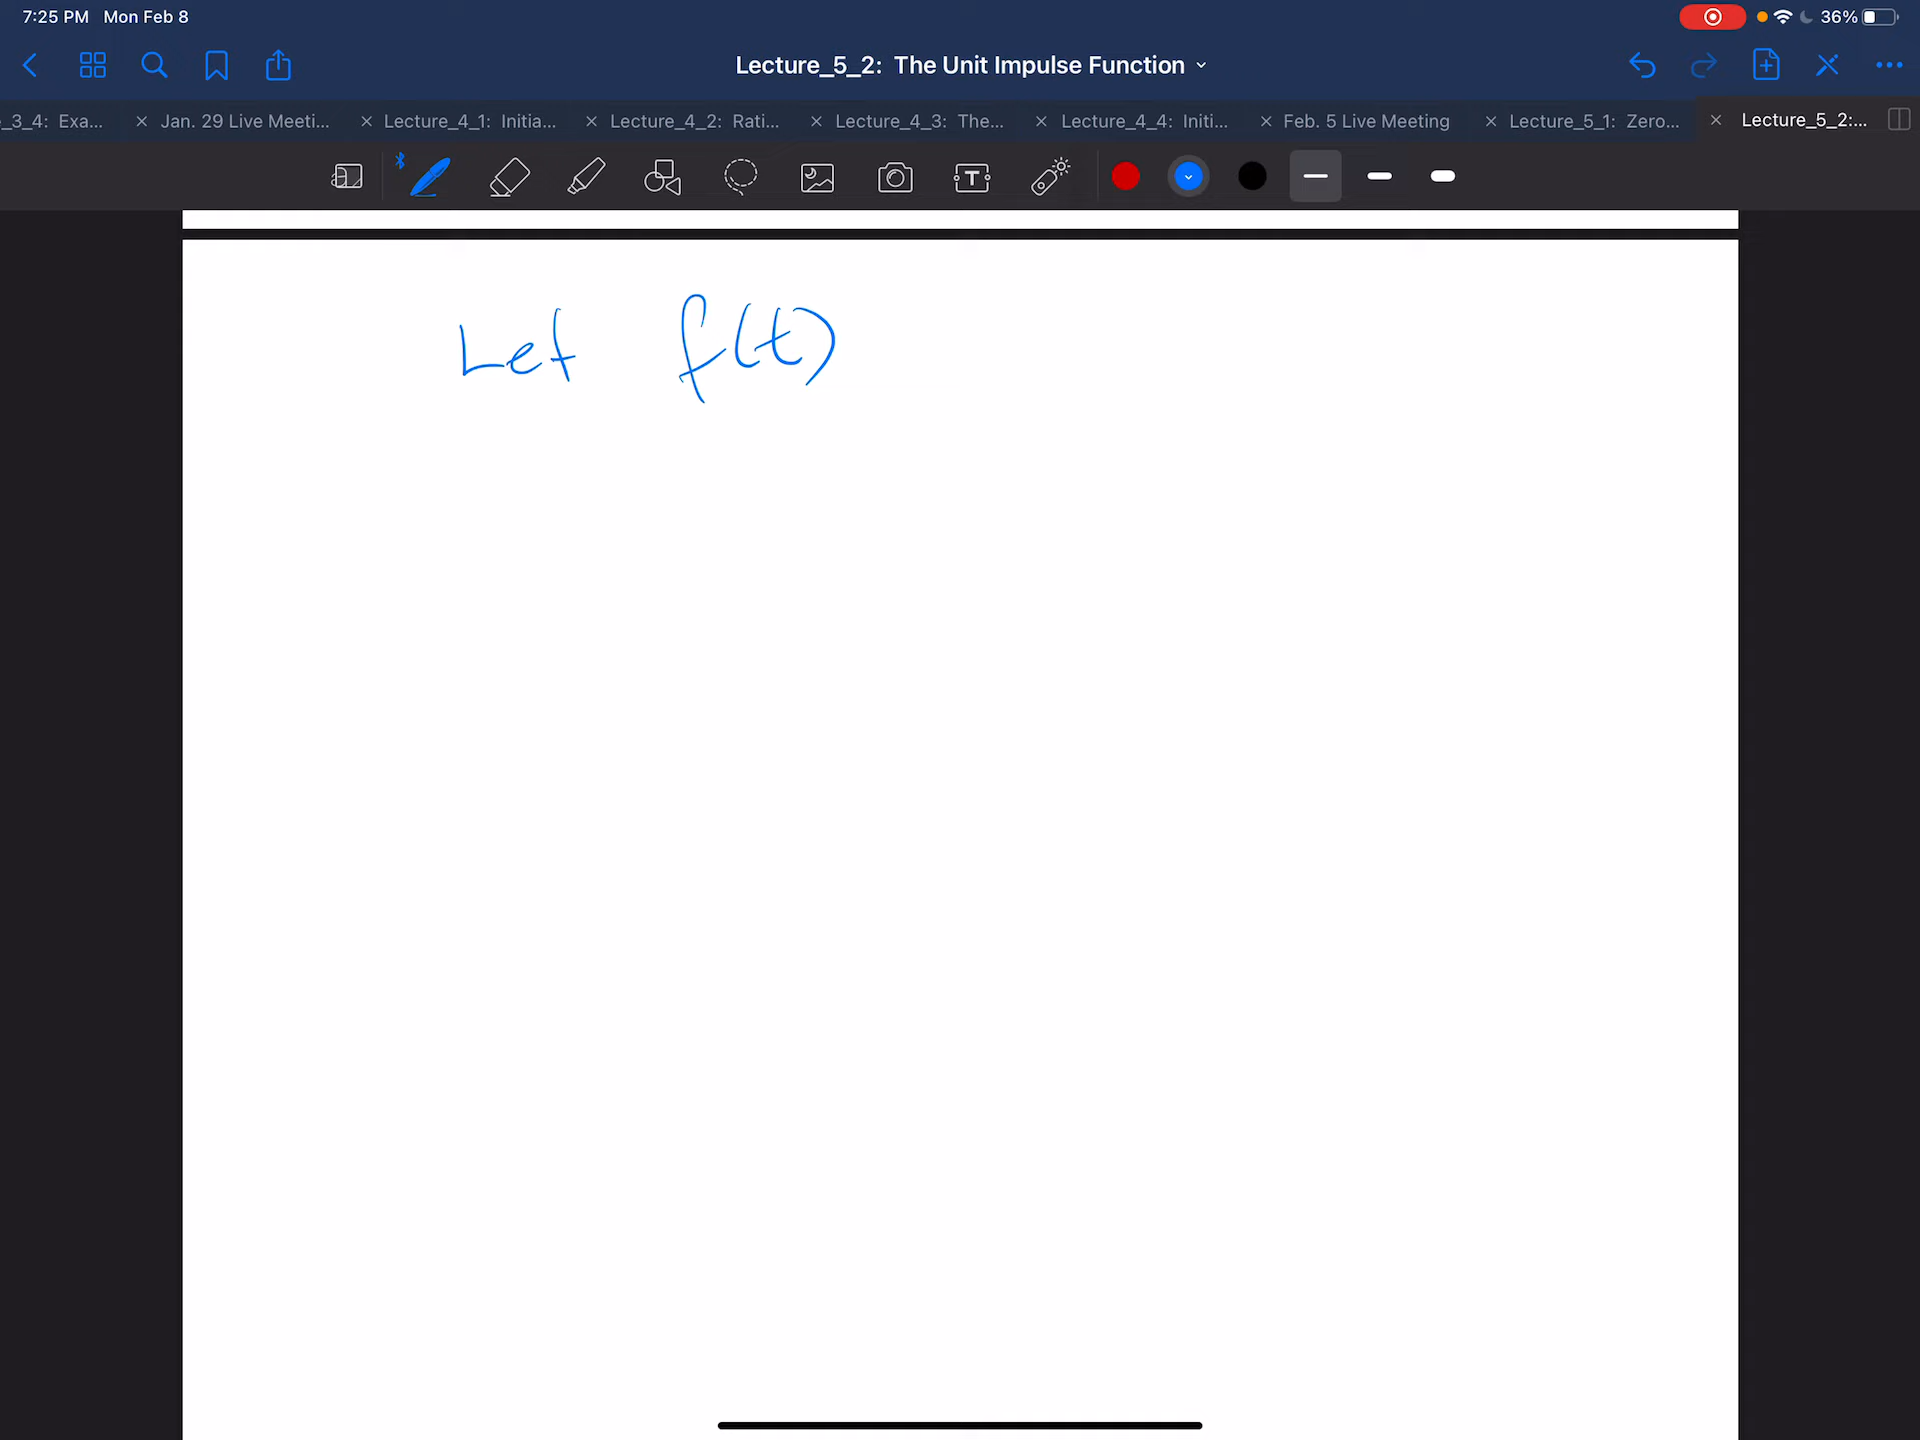 7:25 PM Mon Feb 8
36%
Lecture_5_2: The Unit Impulse Function
_3_4: Exa...
Jan. 29 Live Meeti...
Lecture_4_1: Initia...
Lecture_4_2: Rati...
Lecture_4_3: The...
Lecture_4_4: Initi...
Feb. 5 Live Meeting
Lecture_5_1: Zero...
Lecture_5_2:...
T
Let f(t)